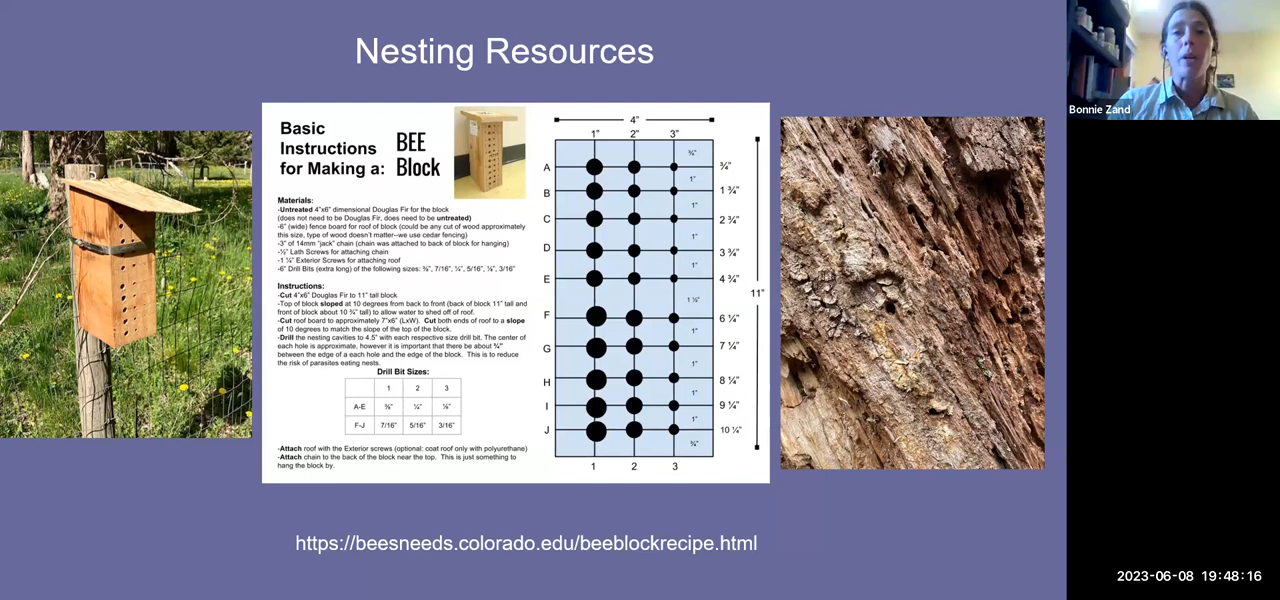 Nesting Resources
Basic
Instructions
for Making a:
BEE
Block
Materials:
-Untreated 4"x6" dimensional Douglas Fir for the block
(does not need to be Douglas Fir, does need to be untreated)
-6" (wide) fence board for roof of block (could be any cut of wood approximately
this size, type of wood doesn't matter--we use cedar fencing)
-3" of 14mm "jack" chain (chain was attached to back of block for hanging)
-½" Lath Screws for attaching chain
-1 ¼" Exterior Screws for attaching roof
-6" Drill Bits (extra long) of the following sizes: ⅜", 7/16", ¼", 5/16", ⅛", 3/16"
Instructions:
-Cut 4"x6" Douglas Fir to 11" tall block
-Top of block sloped at 10 degrees from back to front (back of block 11" tall and
front of block about 10 ¾" tall) to allow water to shed off of roof.
-Cut roof board to approximately 7"x6" (LxW). Cut both ends of roof to a slope
of 10 degrees to match the slope of the top of the block.
-Drill the nesting cavities to 4.5" with each respective size drill bit. The center of
each hole is approximate, however it is important that there be about ¾"
between the edge of a each hole and the edge of the block. This is to reduce
the risk of parasites eating nests.
Drill Bit Sizes:
1 2 3
A-E ⅜" ¼" ⅛"
F-J 7/16" 5/16" 3/16"
-Attach roof with the Exterior screws (optional: coat roof only with polyurethane)
-Attach chain to the back of the block near the top. This is just something to
hang the block by.
4"
1" 2" 3"
¾"
A ¾"
1"
B 1 ¾"
1"
C 2 ¾"
1"
D 3 ¾"
1"
E 4 ¾"
1 ½"
11"
F 6 ¼"
1"
G 7 ¼"
1"
H 8 ¼"
1"
I 9 ¼"
1"
J 10 ¼"
¾"
1 2 3
https://beesneeds.colorado.edu/beeblockrecipe.html
Bonnie Zand
2023-06-08 19:48:16